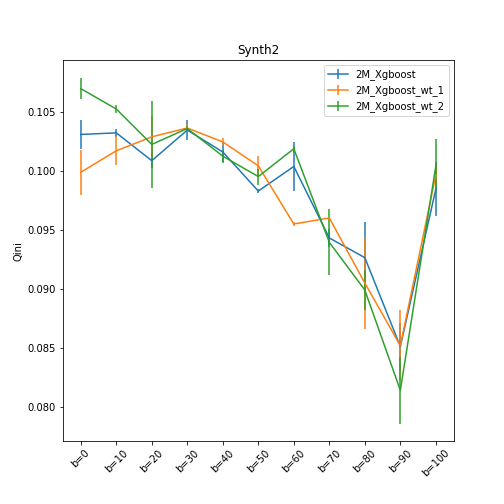 Synth2
2M_Xgboost
2M_Xgboost_wt_1
2M_Xgboost_wt_2
0.105
0.100
0.095
0.090
0.085
0.080
Qini
b=0
b=10
b=20
b=30
b=40
b=50
b=60
b=70
b=80
b=90
b=100